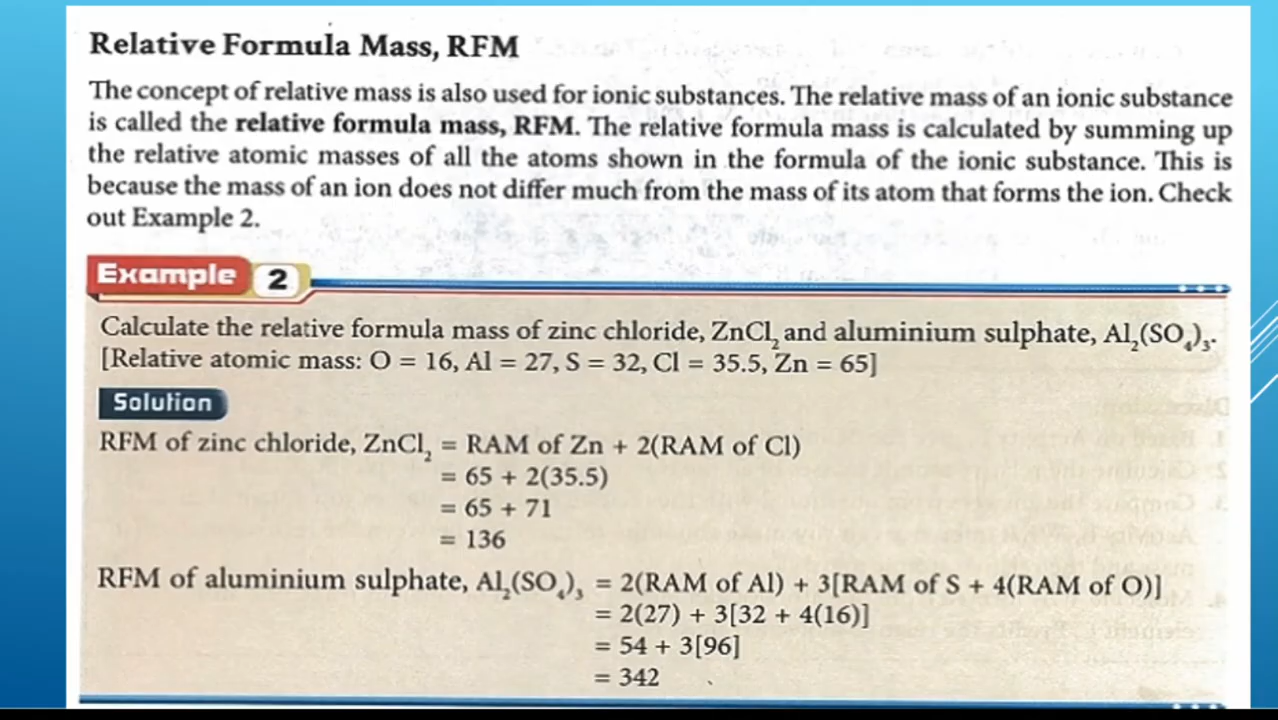 Relative Formula Mass, RFM
The concept of relative mass is also used for ionic substances. The relative mass of an ionic substance
is called the relative formula mass, RFM. The relative formula mass is calculated by summing up
the relative atomic masses of all the atoms shown in the formula of the ionic substance. This is
because the mass of an ion does not differ much from the mass of its atom that forms the ion. Check
out Example 2.
Example 2
Calculate the relative formula mass of zinc chloride, ZnCl₂ and aluminium sulphate, Al₂(SO₄)₃.
[Relative atomic mass: O = 16, Al = 27, S = 32, Cl = 35.5, Zn = 65]
Solution
RFM of zinc chloride, ZnCl₂ = RAM of Zn + 2(RAM of Cl)
= 65 + 2(35.5)
= 65 + 71
= 136
RFM of aluminium sulphate, Al₂(SO₄)₃ = 2(RAM of Al) + 3[RAM of S + 4(RAM of O)]
= 2(27) + 3[32 + 4(16)]
= 54 + 3[96]
= 342